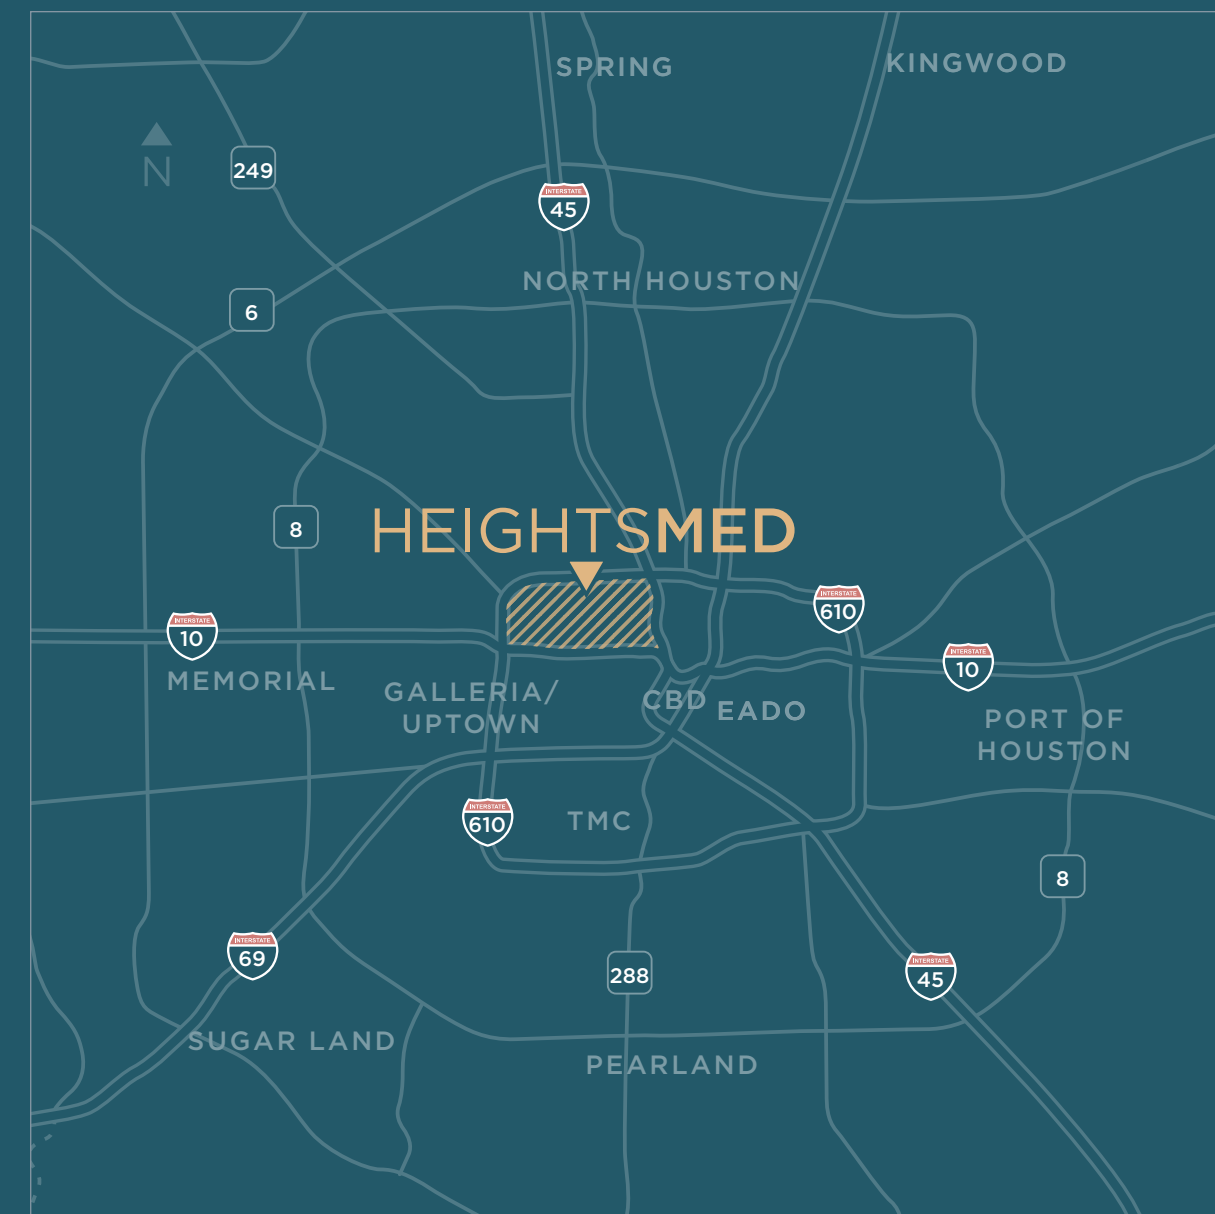 SPRING
KINGWOOD
N
249
INTERSTATE
45
NORTH HOUSTON
6
HEIGHTSMED
8
INTERSTATE
610
INTERSTATE
10
INTERSTATE
10
MEMORIAL
GALLERIA/
UPTOWN
CBD
EADO
PORT OF
HOUSTON
INTERSTATE
610
TMC
8
INTERSTATE
69
288
INTERSTATE
45
SUGAR LAND
PEARLAND